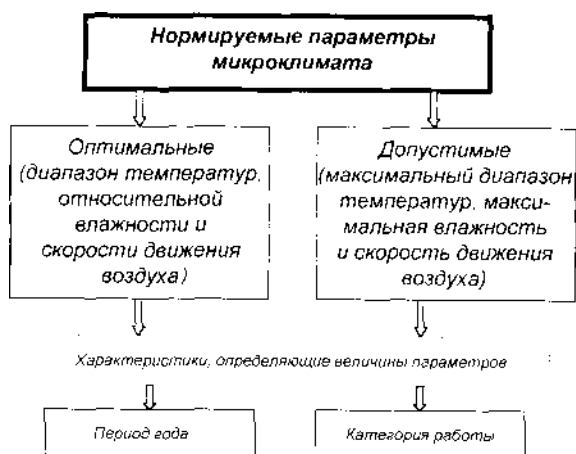 Нормируемые параметры
микроклимата
Оптимальные
(диапазон температур,
относительной
влажности и
скорости движения
воздуха)
Допустимые
(максимальный диапазон
температур, макси-
мальная влажность
и скорость движения
воздуха)
Характеристики, определяющие величины параметров
Период года
Категория работы